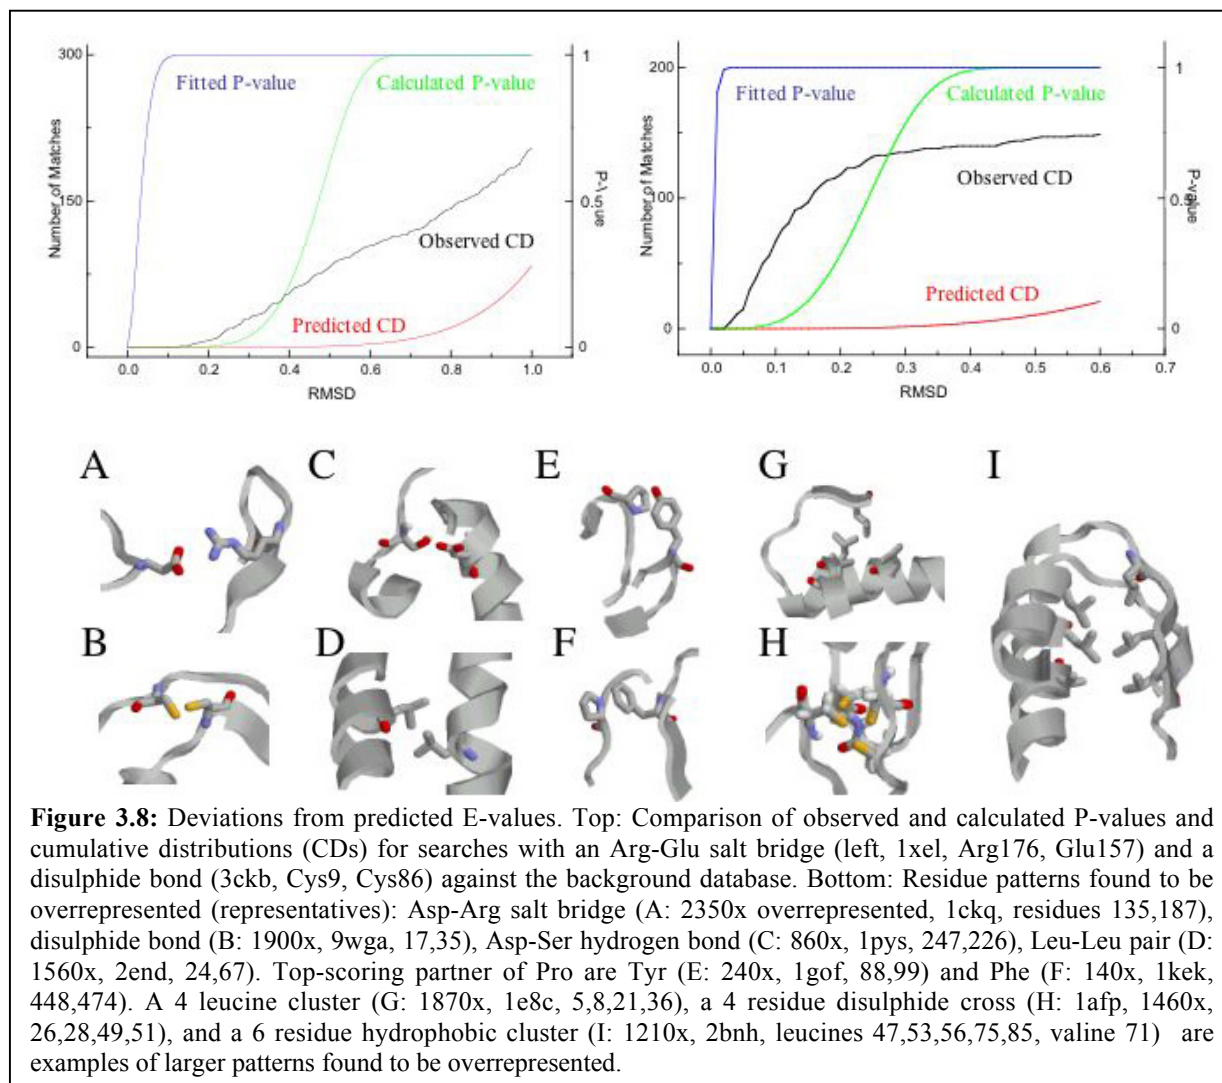 300
150
0
Number of Matches
Fitted P-value
Calculated P-value
Observed CD
Predicted CD
1
0.5
0
0.0 0.2 0.4 0.6 0.8 1.0
RMSD
200
100
0
Number of Matches
Fitted P-value
Calculated P-value
Observed CD
Predicted CD
1
0.5
0
P-value
0.0 0.1 0.2 0.3 0.4 0.5 0.6 0.7
RMSD
A C E G I
B D F H
Figure 3.8: Deviations from predicted E-values. Top: Comparison of observed and calculated P-values and
cumulative distributions (CDs) for searches with an Arg-Glu salt bridge (left, 1xel, Arg176, Glu157) and a
disulphide bond (3ckb, Cys9, Cys86) against the background database. Bottom: Residue patterns found to be
overrepresented (representatives): Asp-Arg salt bridge (A: 2350x overrepresented, 1ckq, residues 135,187),
disulphide bond (B: 1900x, 9wga, 17,35), Asp-Ser hydrogen bond (C: 860x, 1pys, 247,226), Leu-Leu pair (D:
1560x, 2end, 24,67). Top-scoring partner of Pro are Tyr (E: 240x, 1gof, 88,99) and Phe (F: 140x, 1kek,
448,474). A 4 leucine cluster (G: 1870x, 1e8c, 5,8,21,36), a 4 residue disulphide cross (H: 1afp, 1460x,
26,28,49,51), and a 6 residue hydrophobic cluster (I: 1210x, 2bnh, leucines 47,53,56,75,85, valine 71) are
examples of larger patterns found to be overrepresented.